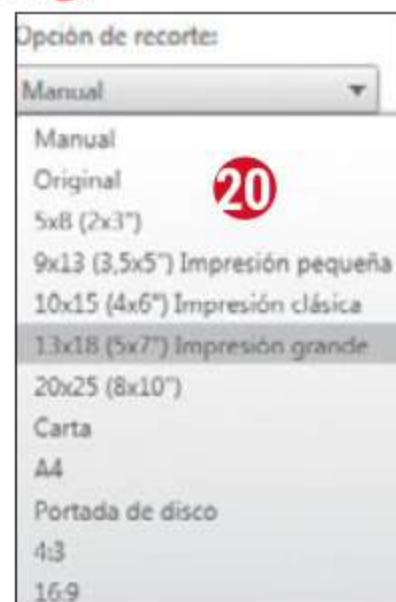 Opción de recorte:
Manual
Manual
Original
20
5x8 (2x3")
9x13 (3,5x5") Impresión pequeña
10x15 (4x6") Impresión clásica
13x18 (5x7") Impresión grande
20x25 (8x10")
Carta
A4
Portada de disco
4:3
16:9